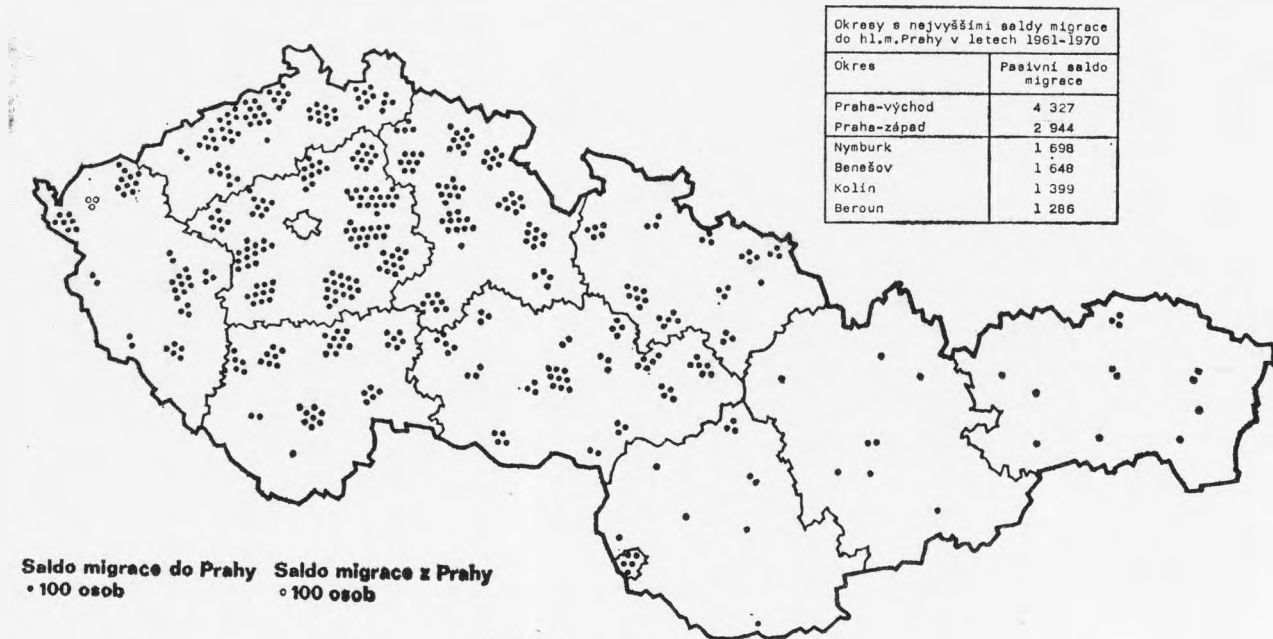 Okresy s nejvyššími saldy migrace
do hl.m.Prahy v letech 1961-1970
Okres Pasivní saldo
migrace
Praha-východ 4 327
Praha-západ 2 944
Nymburk 1 698
Benešov 1 648
Kolín 1 399
Beroun 1 286
Saldo migrace do Prahy Saldo migrace z Prahy
• 100 osob ○ 100 osob